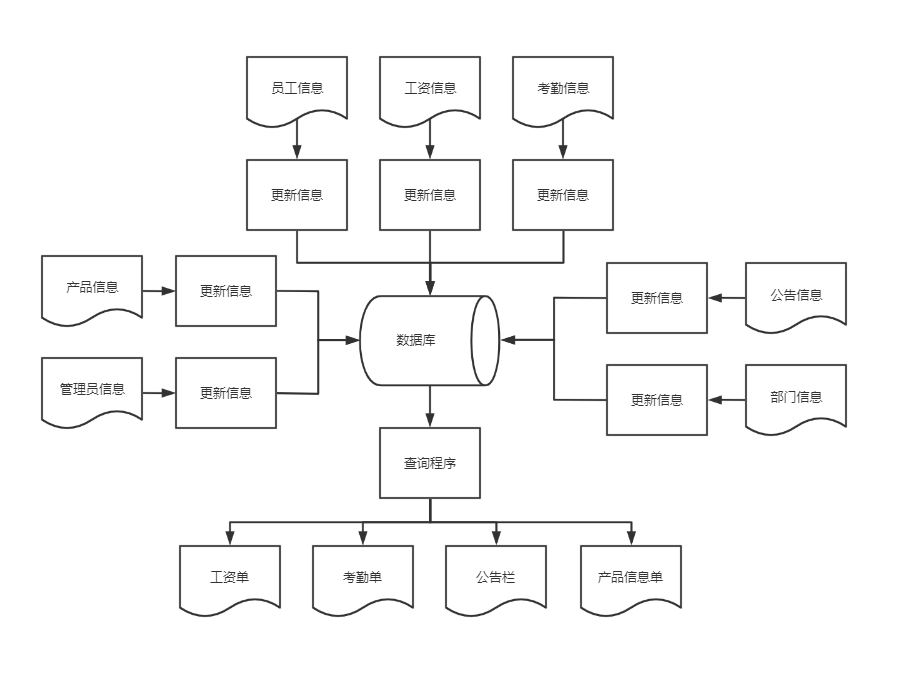 员工信息
工资信息
考勤信息
更新信息
更新信息
更新信息
产品信息
更新信息
更新信息
公告信息
数据库
管理员信息
更新信息
更新信息
部门信息
查询程序
工资单
考勤单
公告栏
产品信息单